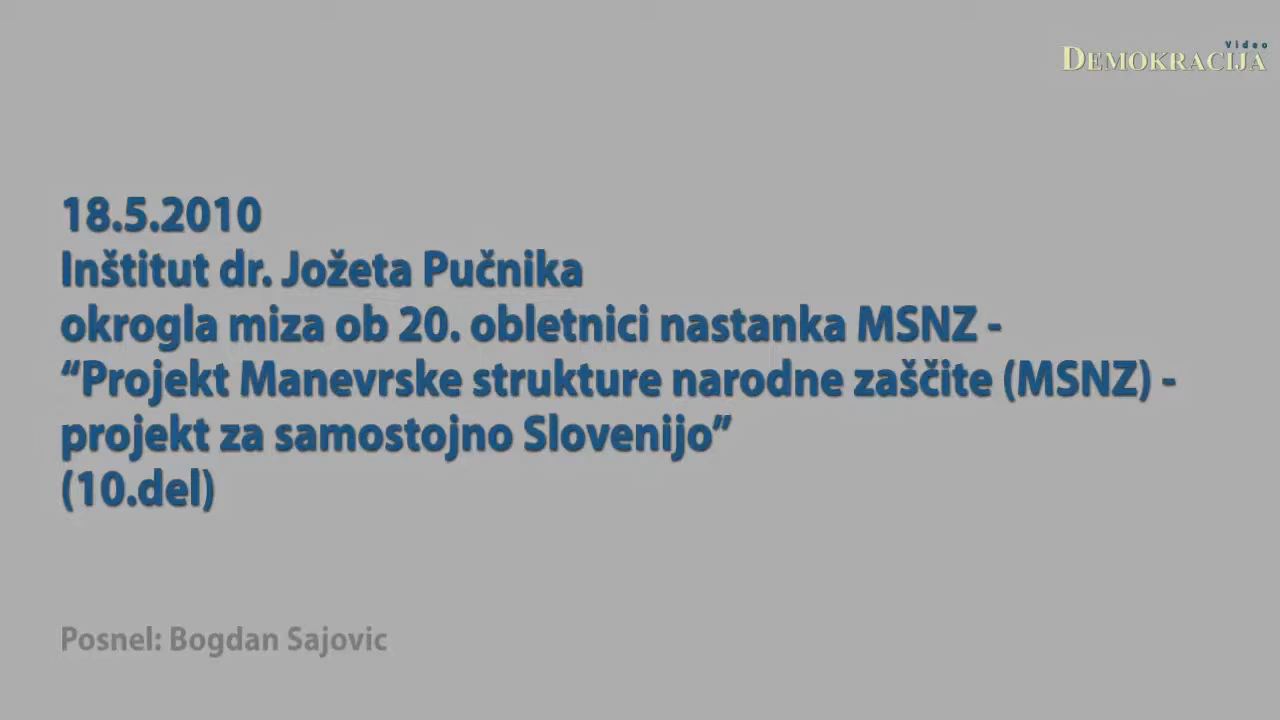 Video
DEMOKRACIJA
18.5.2010
Inštitut dr. Jožeta Pučnika
okrogla miza ob 20. obletnici nastanka MSNZ -
“Projekt Manevrske strukture narodne zaščite (MSNZ) -
projekt za samostojno Slovenijo”
(10.del)
Posnel: Bogdan Sajovic